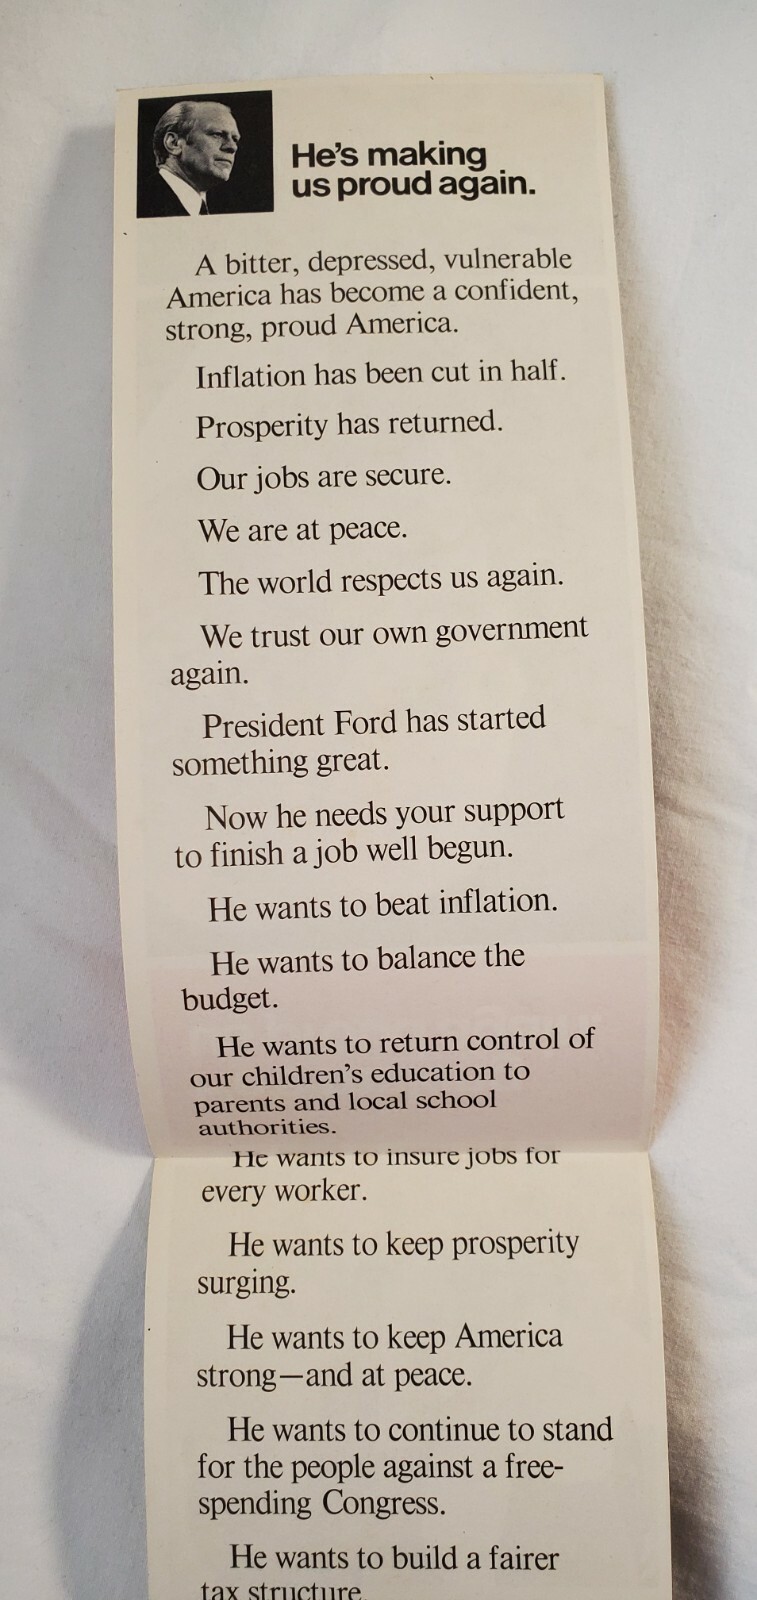 He's making
us proud again.
A bitter, depressed, vulnerable
America has become a confident,
strong, proud America.
Inflation has been cut in half.
Prosperity has returned.
Our jobs are secure.
We are at peace.
The world respects us again.
We trust our own government
again.
President Ford has started
something great.
Now he needs your support
to finish a job well begun.
He wants to beat inflation.
He wants to balance the
budget.
He wants to return control of
our children's education to
parents and local school
authorities.
He wants to insure jobs for
every worker.
He wants to keep prosperity
surging.
He wants to keep America
strong—and at peace.
He wants to continue to stand
for the people against a free-
spending Congress.
He wants to build a fairer
tax structure.